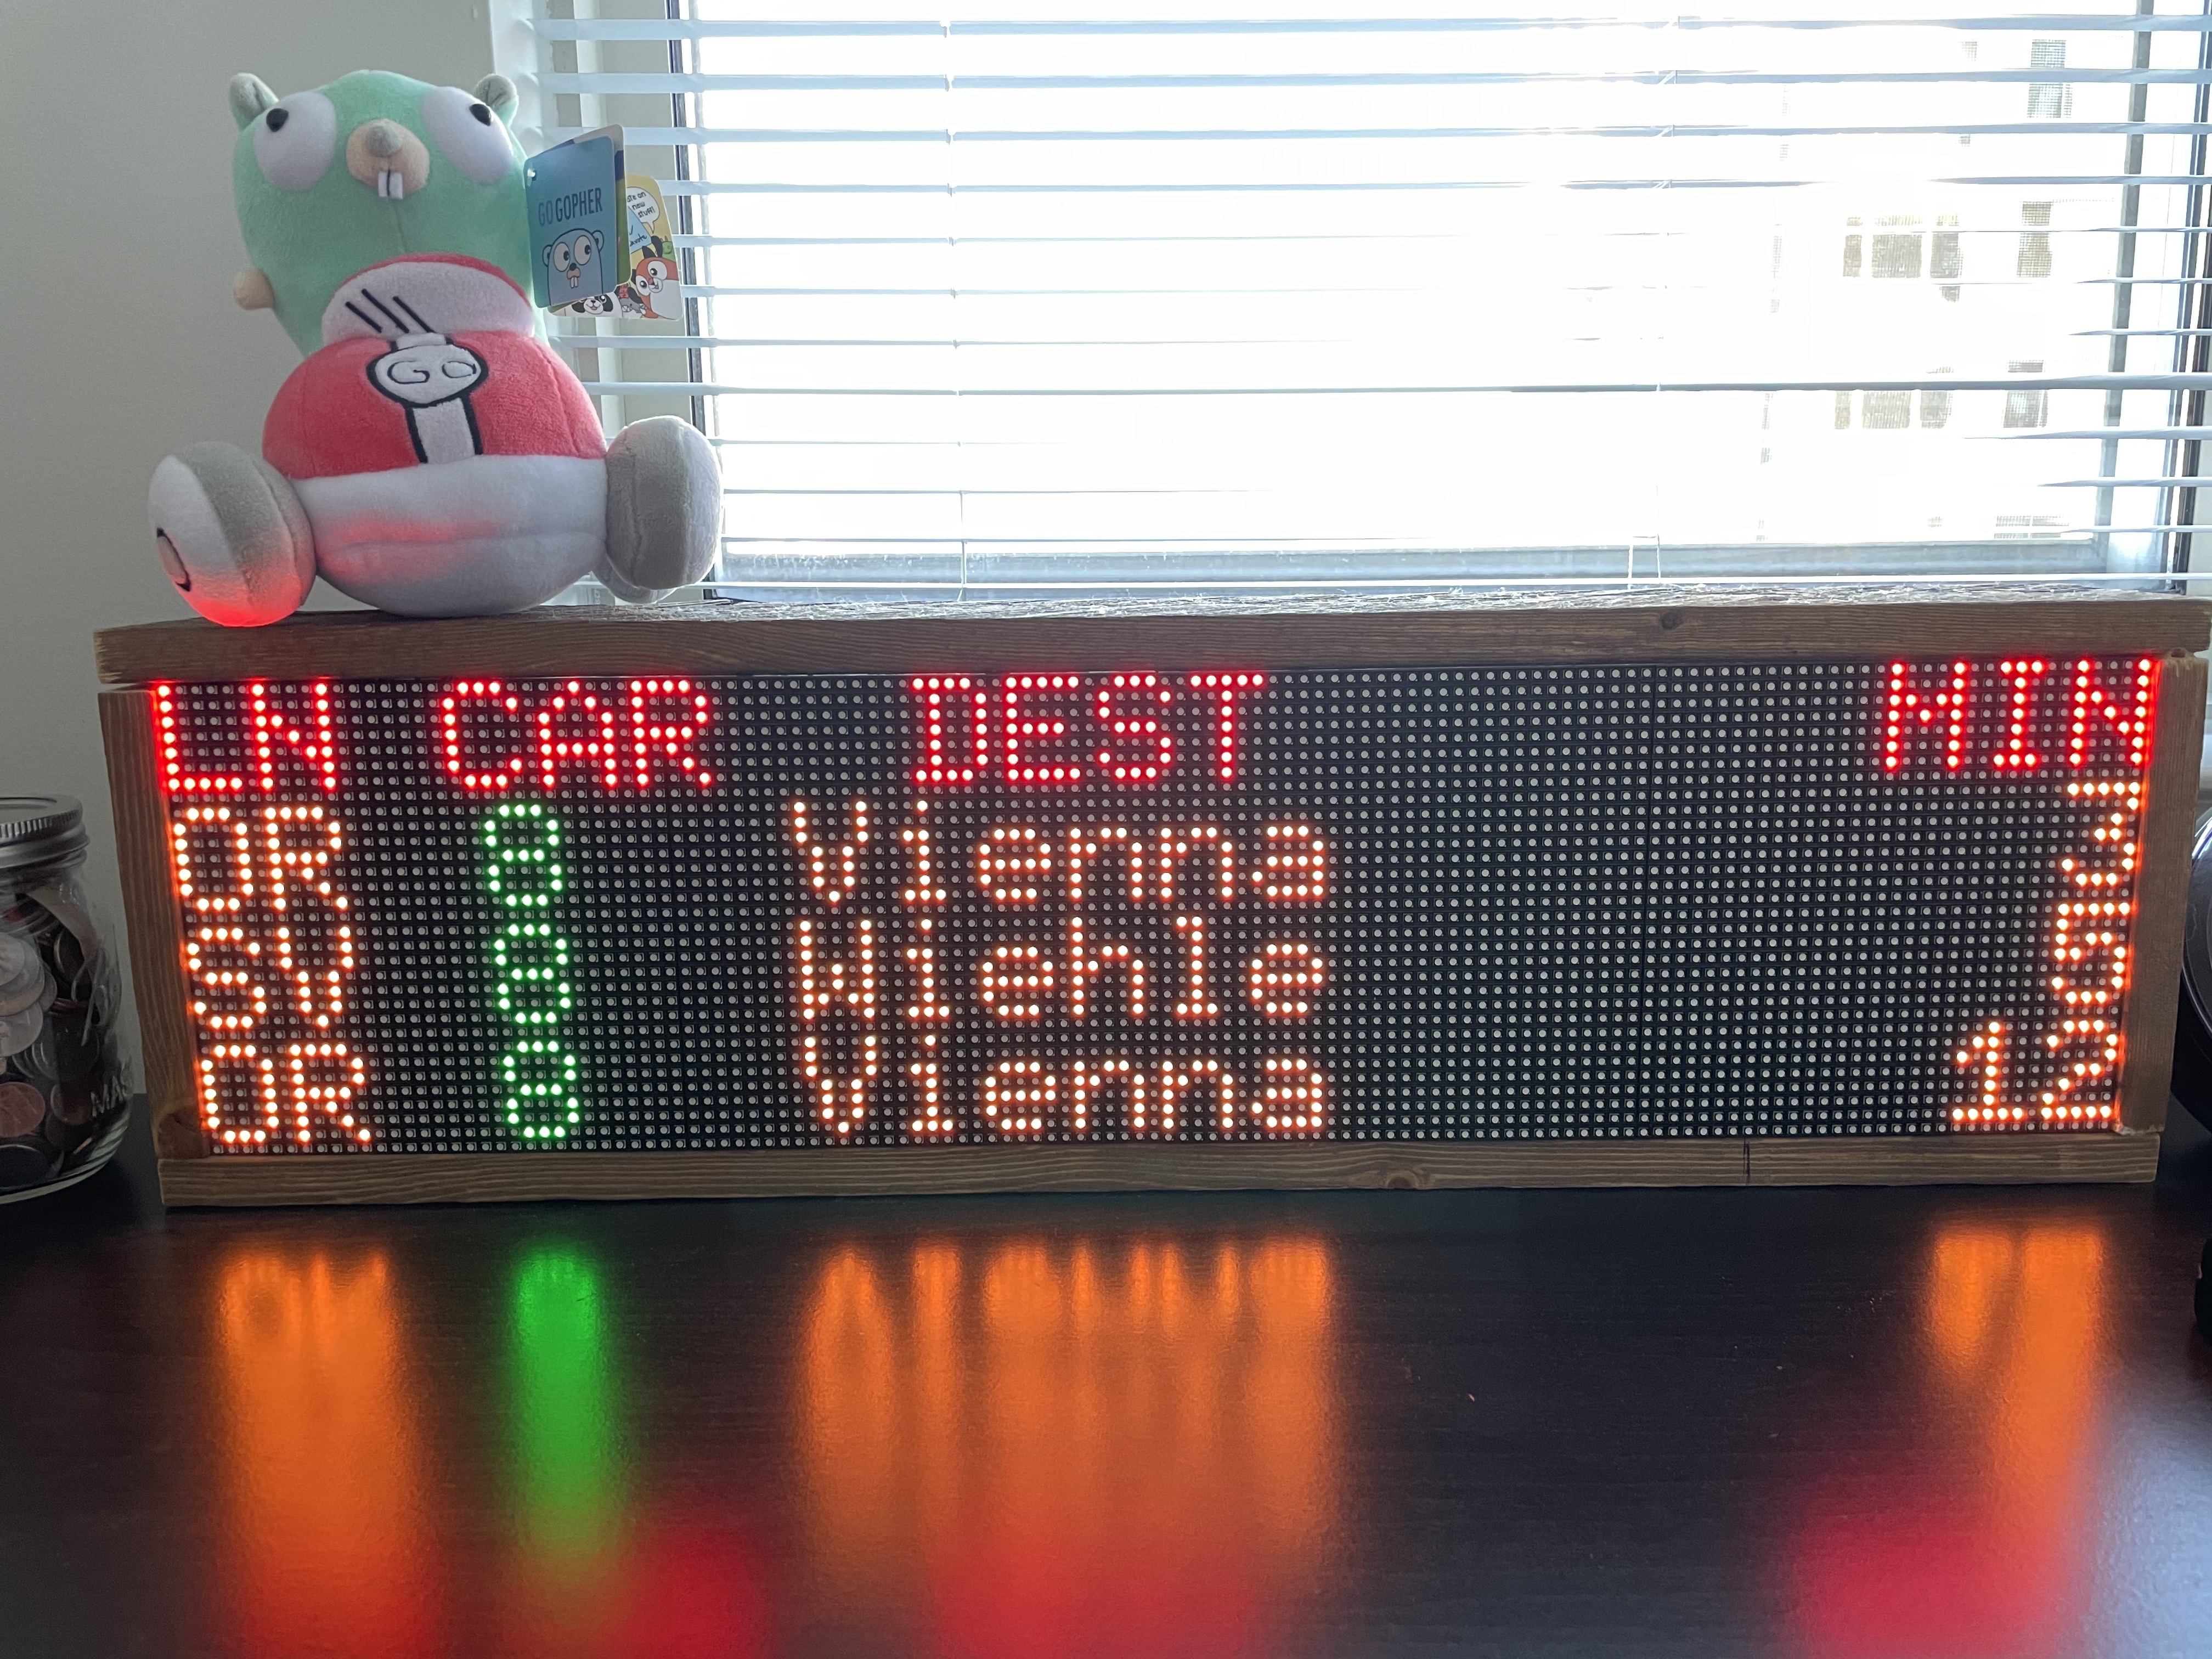 GO GOPHER
GO
LN CAR DEST MIN
OR 8 Vienna 3
SV 8 Wiehle 5
OR 8 Vienna 12